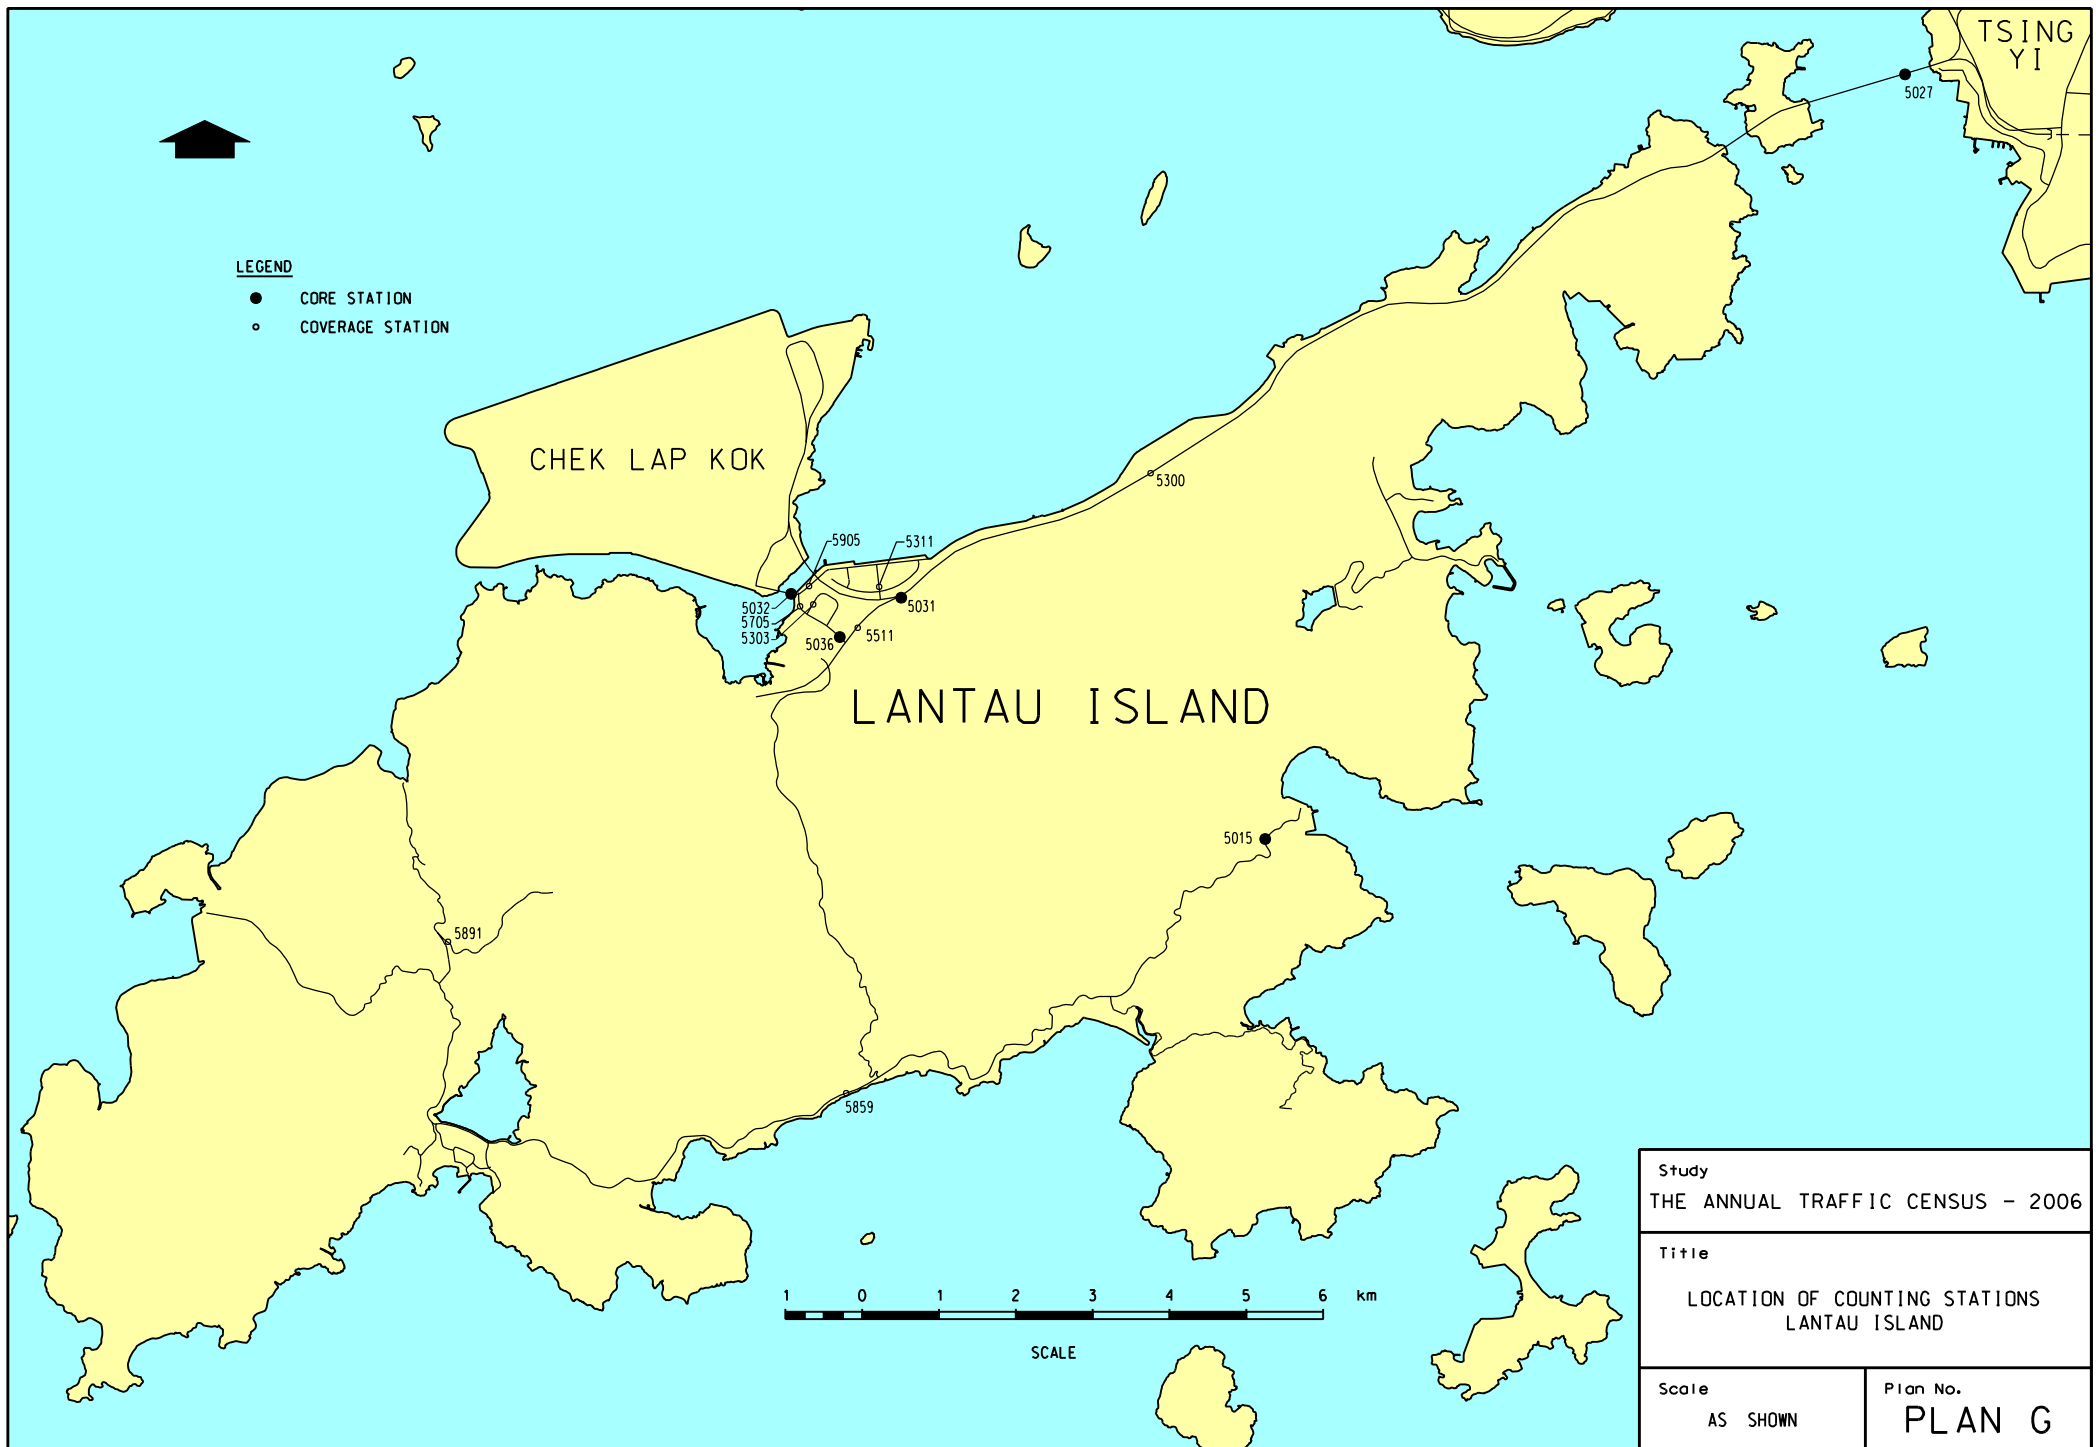 TSING
YI
5027
LEGEND
CORE STATION
COVERAGE STATION
CHEK LAP KOK
5300
5905
5311
5032
5031
5705
5303
5036
5511
LANTAU ISLAND
5015
5891
5859
1 0 1 2 3 4 5 6 km
SCALE
Study
THE ANNUAL TRAFFIC CENSUS - 2006
Title
LOCATION OF COUNTING STATIONS
LANTAU ISLAND
Scale
AS SHOWN
Plan No.
PLAN G